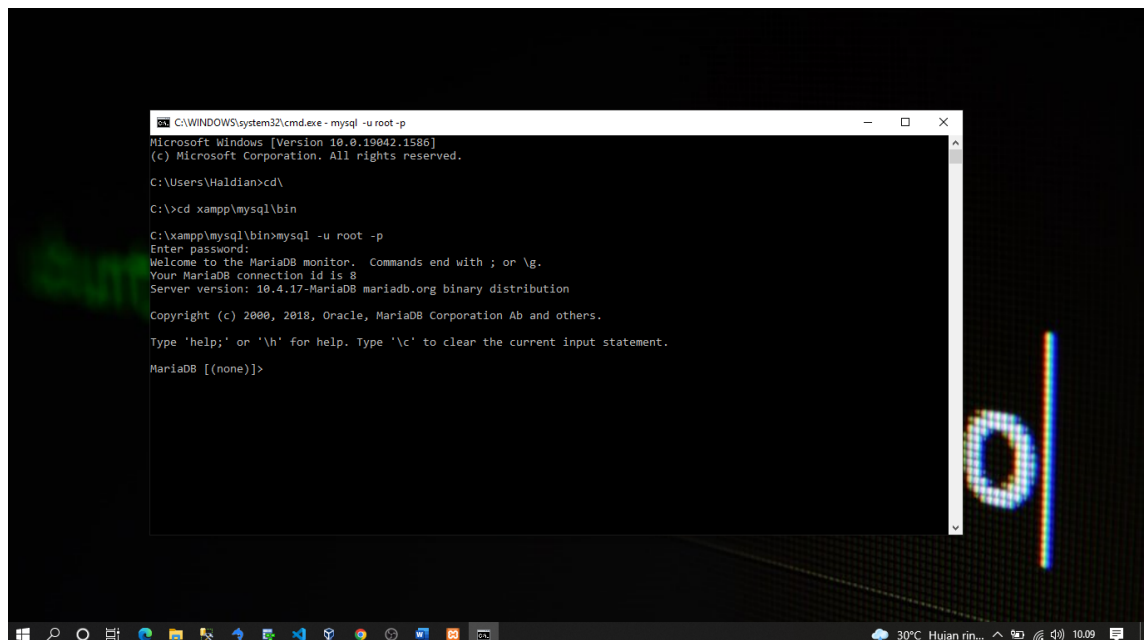 C:\WINDOWS\system32\cmd.exe - mysql -u root -p
Microsoft Windows [Version 10.0.19042.1586]
(c) Microsoft Corporation. All rights reserved.
C:\Users\Haldian>cd\
C:\>cd xampp\mysql\bin
C:\xampp\mysql\bin>mysql -u root -p
Enter password:
Welcome to the MariaDB monitor.  Commands end with ; or \g.
Your MariaDB connection id is 8
Server version: 10.4.17-MariaDB mariadb.org binary distribution
Copyright (c) 2000, 2018, Oracle, MariaDB Corporation Ab and others.
Type 'help;' or '\h' for help. Type '\c' to clear the current input statement.
MariaDB [(none)]>
30°C Hujan rin...
10.09